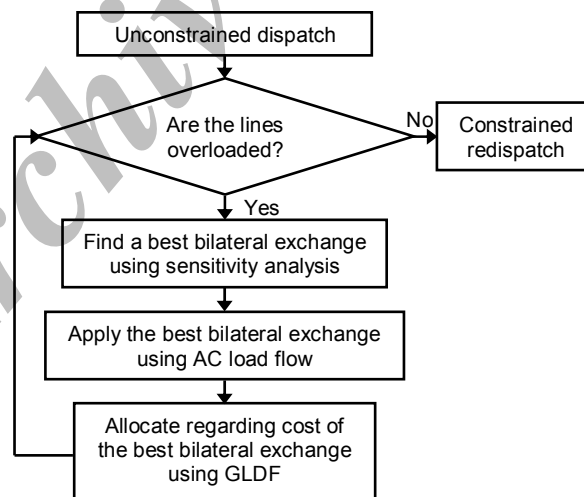 Unconstrained dispatch
Are the lines
overloaded?
No
Constrained
redispatch
Yes
Find a best bilateral exchange
using sensitivity analysis
Apply the best bilateral exchange
using AC load flow
Allocate regarding cost of
the best bilateral exchange
using GLDF